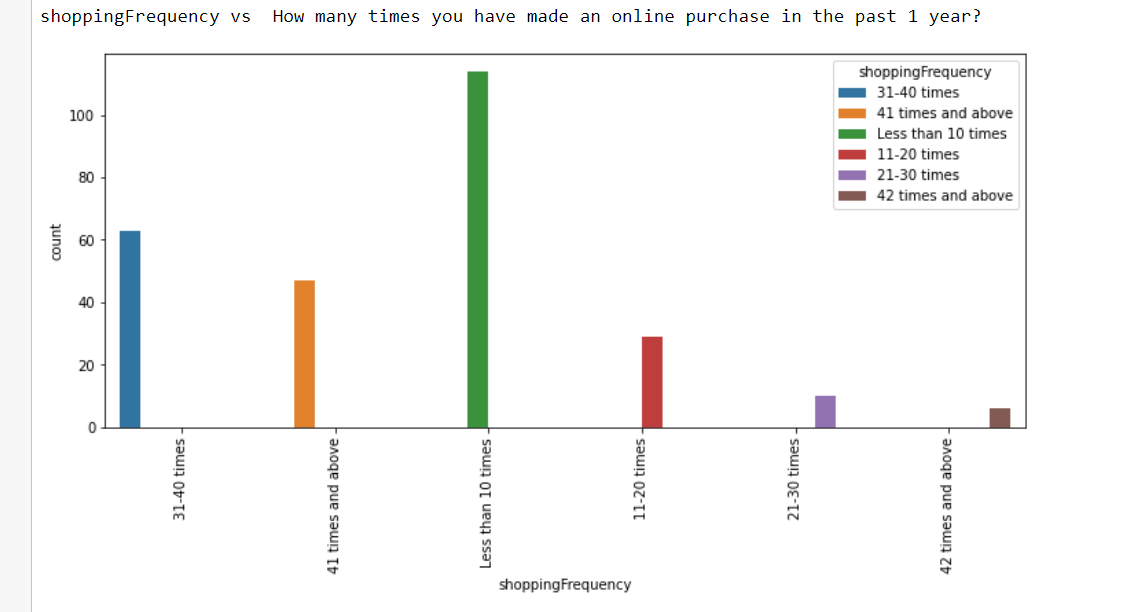 shoppingFrequency vs  How many times you have made an online purchase in the past 1 year?
shoppingFrequency
31-40 times
41 times and above
Less than 10 times
11-20 times
21-30 times
42 times and above
count
100
80
60
40
20
0
31-40 times
41 times and above
Less than 10 times
11-20 times
21-30 times
42 times and above
shoppingFrequency